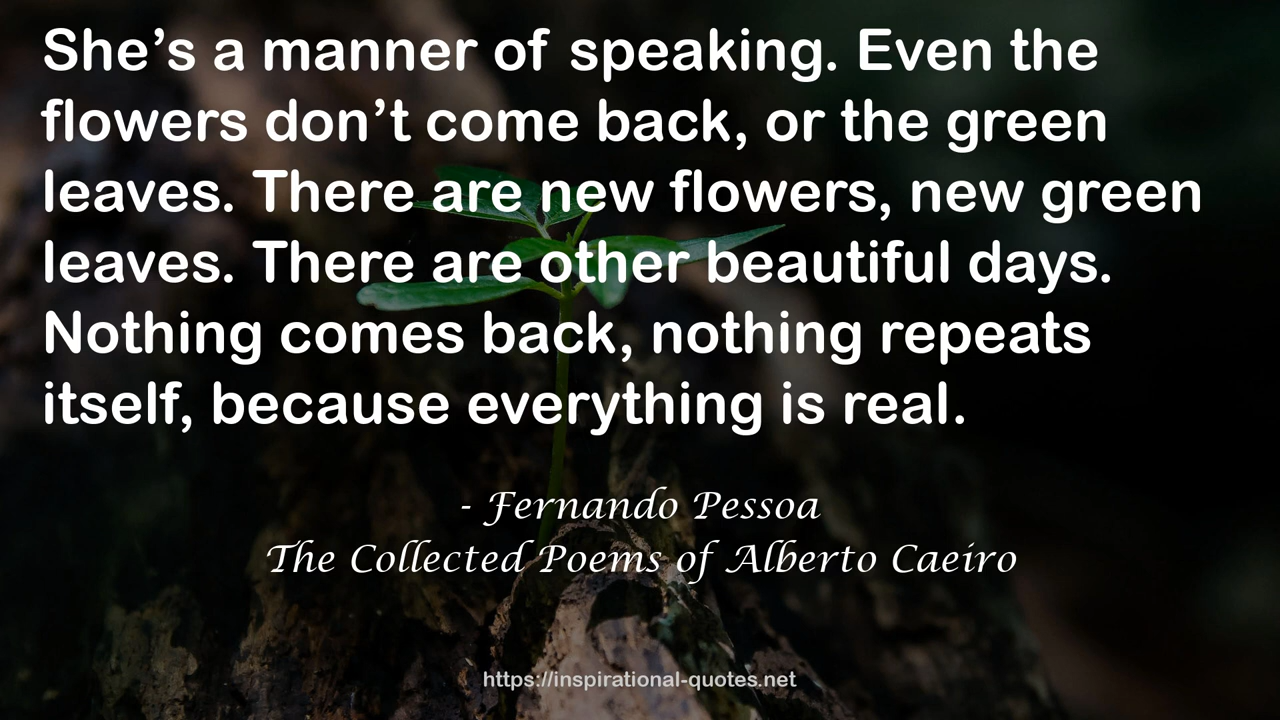 She’s a manner of speaking. Even the
flowers don’t come back, or the green
leaves. There are new flowers, new green
leaves. There are other beautiful days.
Nothing comes back, nothing repeats
itself, because everything is real.
- Fernando Pessoa
The Collected Poems of Alberto Caeiro
https://inspirational-quotes.net